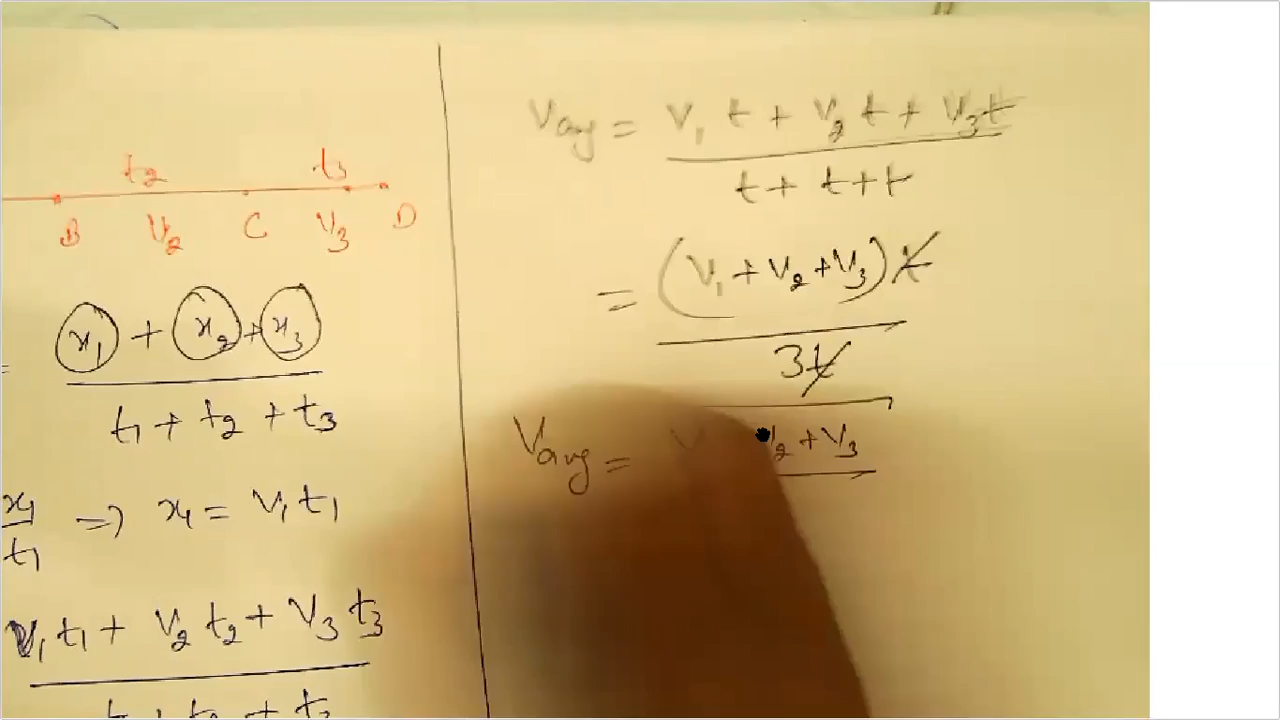 t2 t3
B V2 C V3 D
x1 + x2 + x3
t1 + t2 + t3
x1
t1
=> x1 = V1 t1
V1 t1 + V2 t2 + V3 t3
Vavg = V1 t + V2 t + V3 t
t + t + t
= (V1 + V2 + V3) t
3t
Vavg = V2 + V3